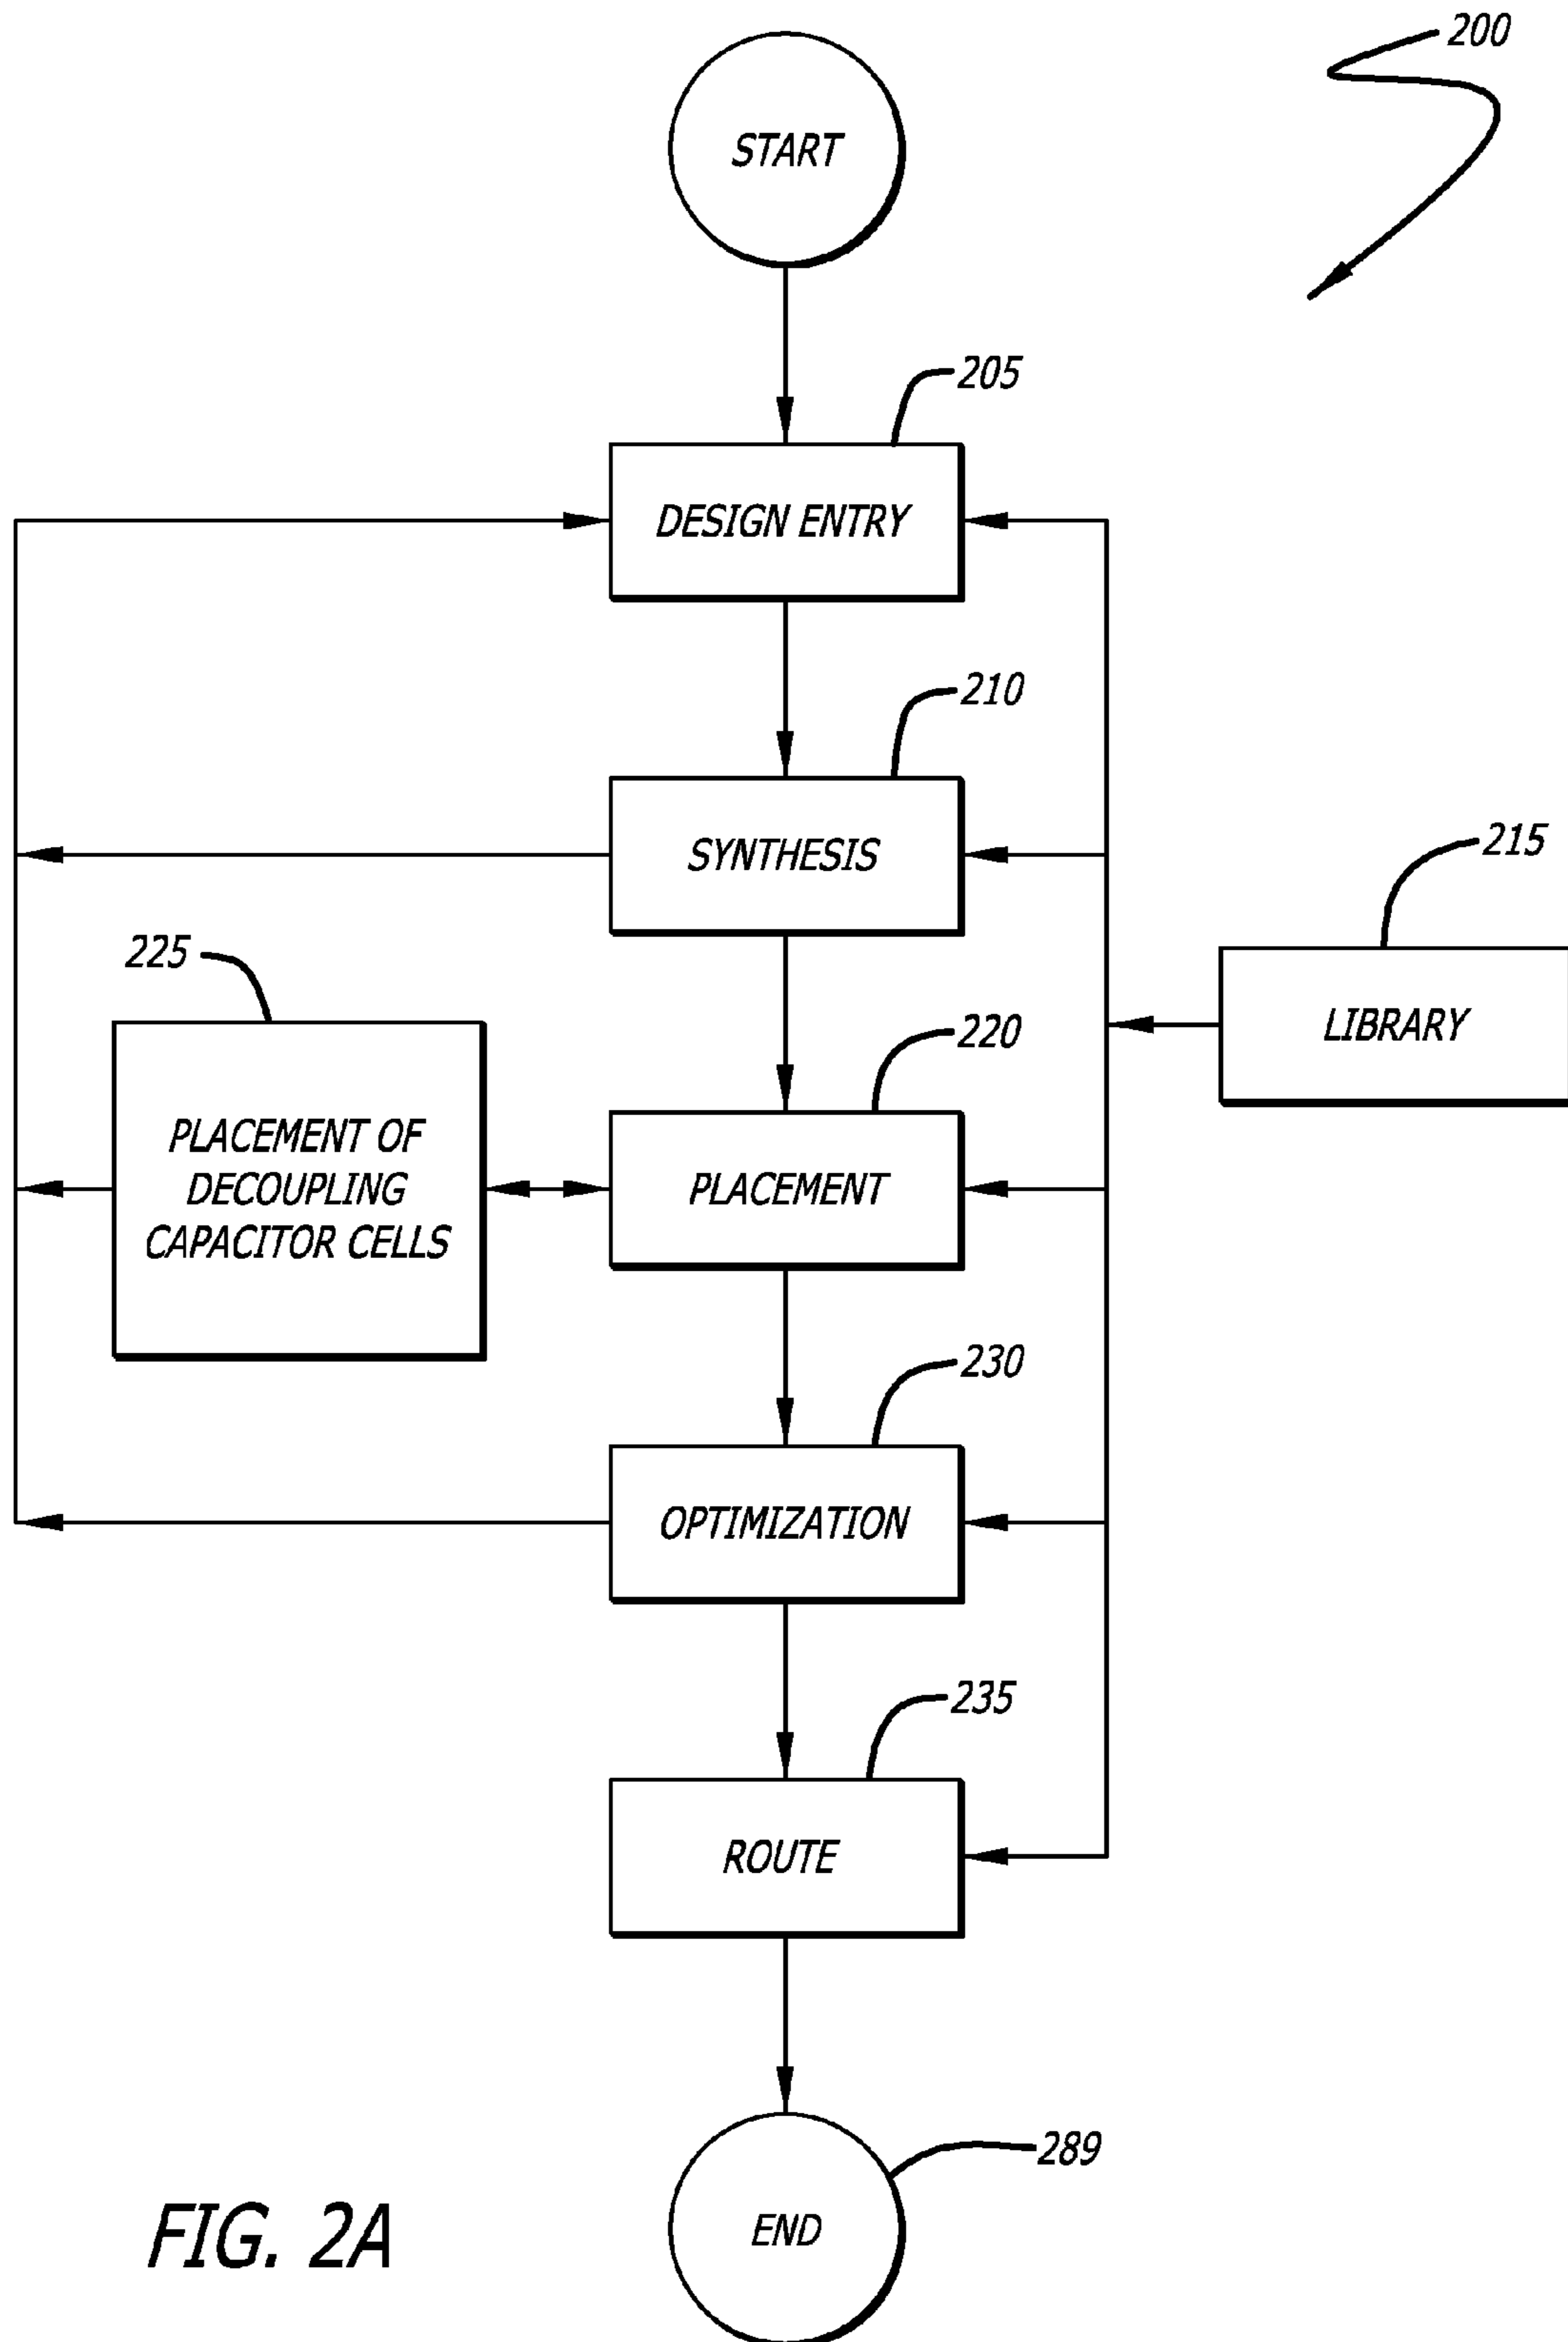 200
START
205
DESIGN ENTRY
210
SYNTHESIS
215
LIBRARY
225
220
PLACEMENT OF
DECOUPLING
CAPACITOR CELLS
PLACEMENT
230
OPTIMIZATION
235
ROUTE
289
END
FIG. 2A